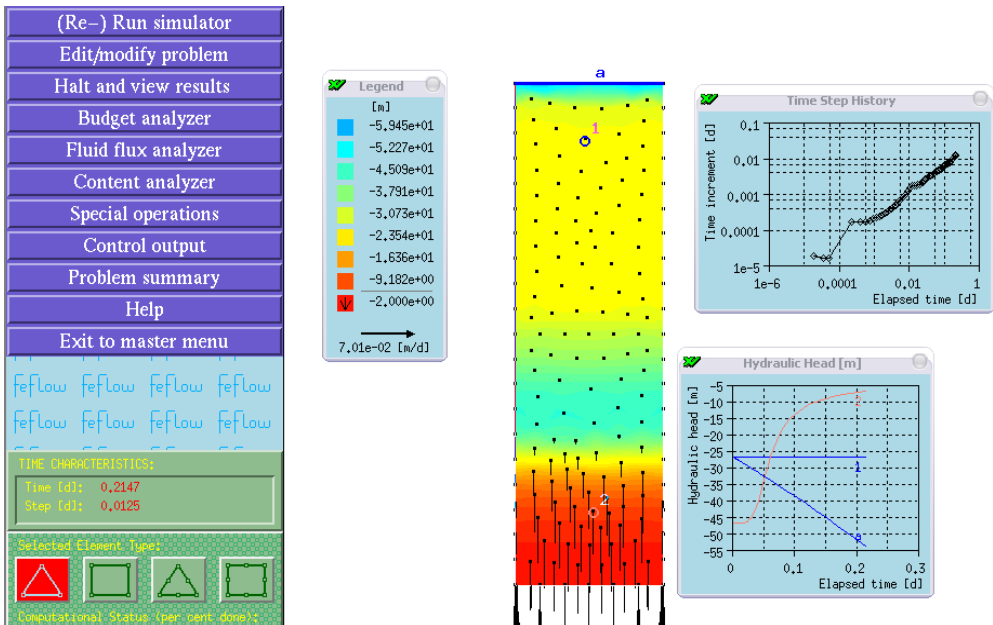 (Re-) Run simulator
Edit/modify problem
Halt and view results
Budget analyzer
Fluid flux analyzer
Content analyzer
Special operations
Control output
Problem summary
Help
Exit to master menu
feflow feflow feflow feflow
feflow feflow feflow feflow
TIME CHARACTERISTICS:
Time [d]: 0.2147
Step [d]: 0.0125
Selected Element Type:
Computational Status (per cent done):
Legend
[m]
-5.945e+01
-5.227e+01
-4.509e+01
-3.791e+01
-3.073e+01
-2.354e+01
-1.636e+01
-9.182e+00
-2.000e+00
7.01e-02 [m/d]
a
1
2
Time Step History
Time increment [d]
0.1
0.01
0.001
0.0001
1e-5
1e-6 0.0001 0.01 1
Elapsed time [d]
Hydraulic Head [m]
Hydraulic head [m]
-5
-10
-15
-20
-25
-30
-35
-40
-45
-50
-55
2
1
a
0 0.1 0.2 0.3
Elapsed time [d]